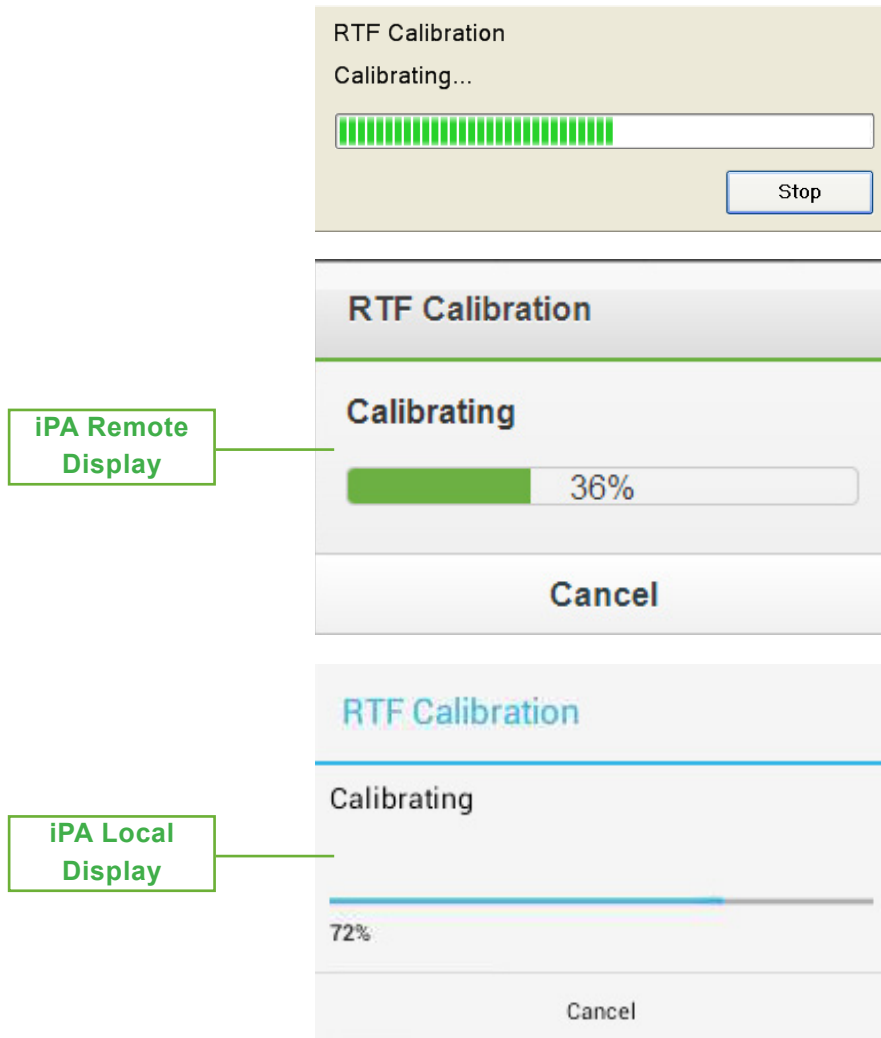 RTF Calibration
Calibrating...
Stop
RTF Calibration
Calibrating
iPA Remote
Display
36%
Cancel
RTF Calibration
Calibrating
iPA Local
Display
72%
Cancel